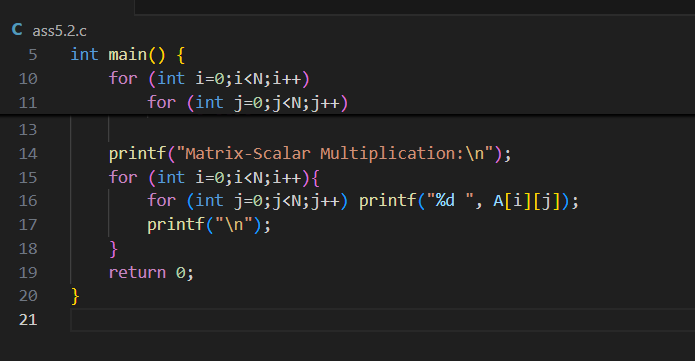 C ass5.2.c
5 int main() {
10     for (int i=0;i<N;i++)
11         for (int j=0;j<N;j++)
13
14     printf("Matrix-Scalar Multiplication:\n");
15     for (int i=0;i<N;i++){
16         for (int j=0;j<N;j++) printf("%d ", A[i][j]);
17         printf("\n");
18     }
19     return 0;
20 }
21